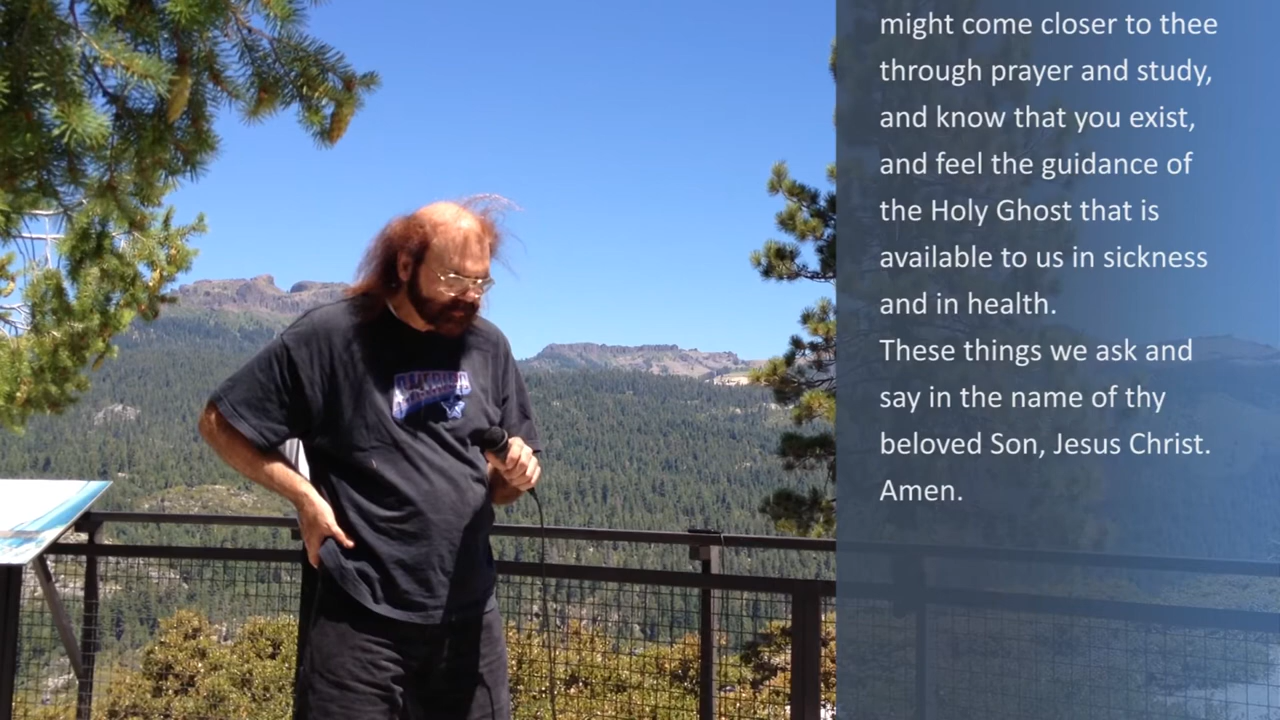 might come closer to thee
through prayer and study,
and know that you exist,
and feel the guidance of
the Holy Ghost that is
available to us in sickness
and in health.
These things we ask and
say in the name of thy
beloved Son, Jesus Christ.
Amen.